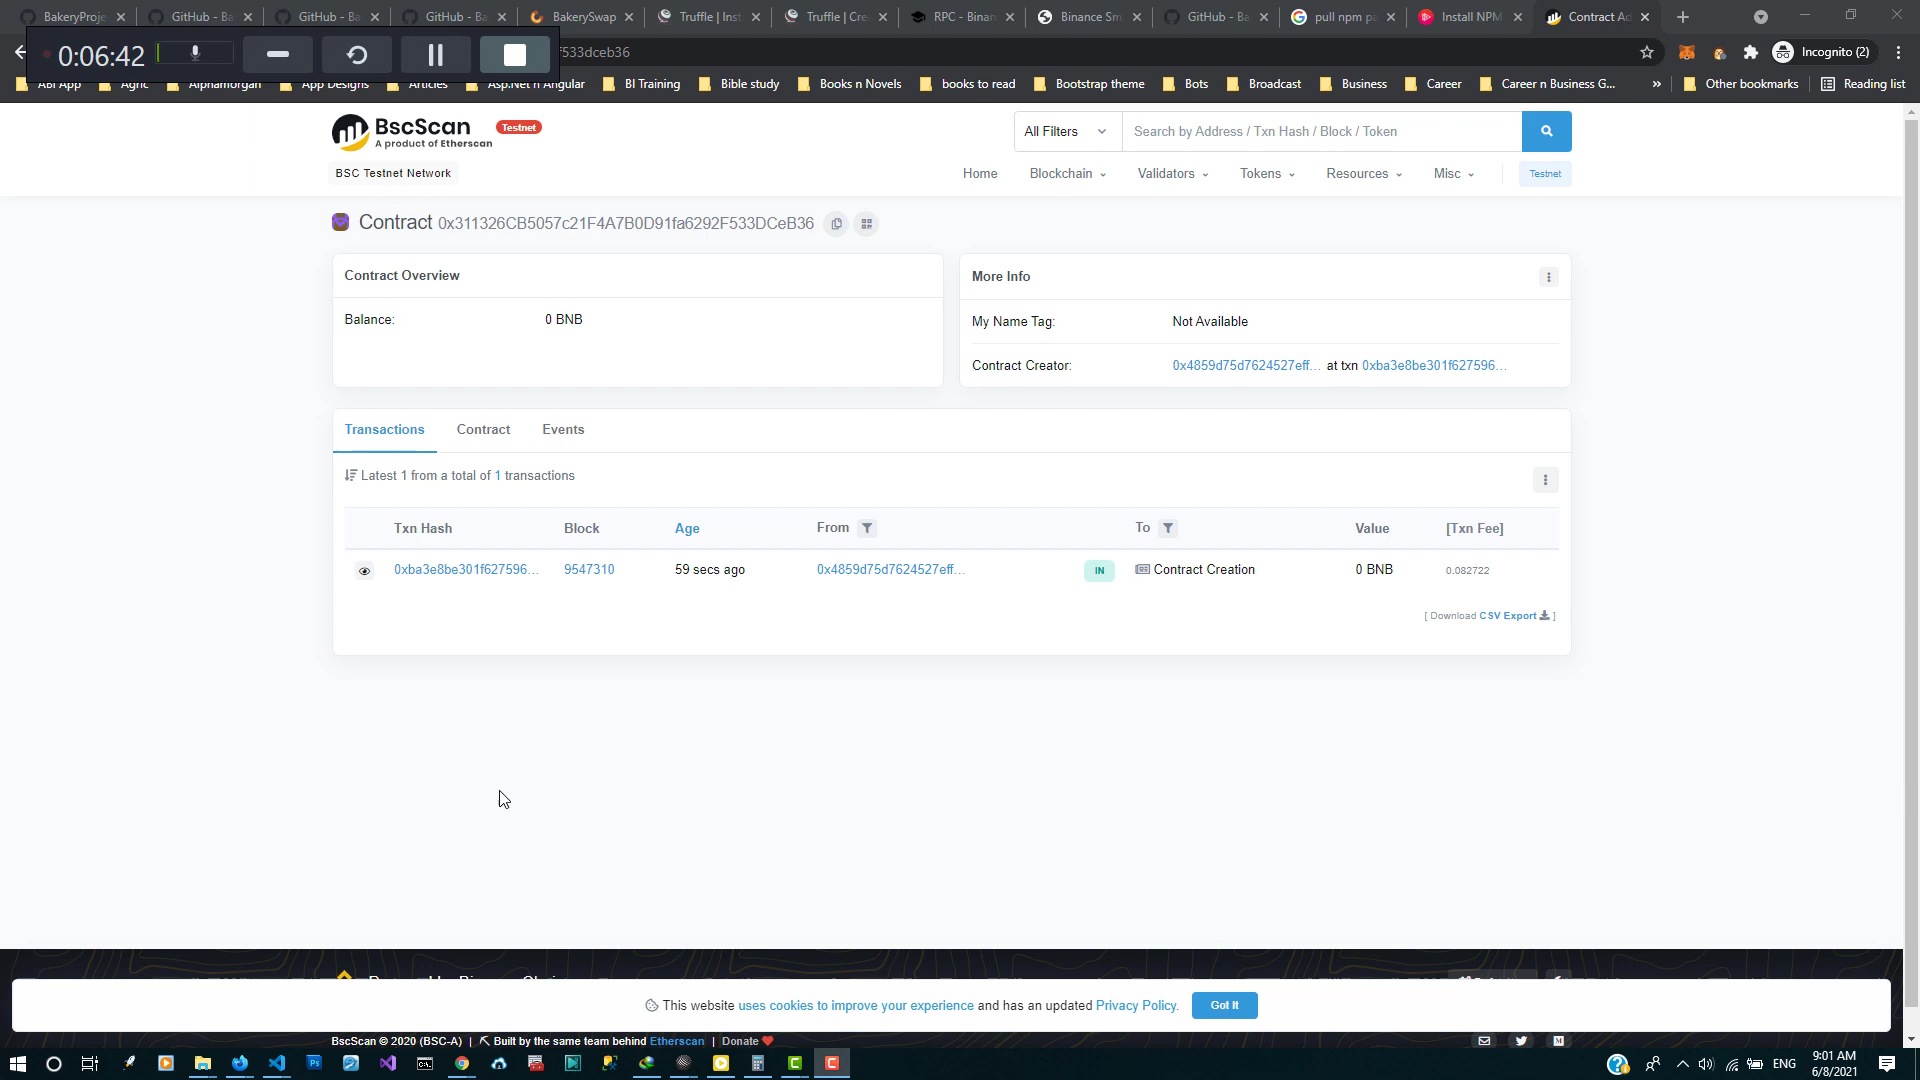 BakeryProje
GitHub - Ba
GitHub - Ba
GitHub - Ba
BakerySwap
Truffle | Inst
Truffle | Cre
RPC - Binan
Binance Sm
GitHub - Ba
pull npm pa
Install NPM
Contract Ad
0:06:42
f533dceb36
Incognito (2)
ABI App
Agric
Alphamorgan
App Designs
Articles
Asp.Net n Angular
BI Training
Bible study
Books n Novels
books to read
Bootstrap theme
Bots
Broadcast
Business
Career
Career n Business G...
»
Other bookmarks
Reading list
BscScan
Testnet
A product of Etherscan
All Filters
Search by Address / Txn Hash / Block / Token
BSC Testnet Network
Home
Blockchain
Validators
Tokens
Resources
Misc
Testnet
Contract 0x311326CB5057c21F4A7B0D91fa6292F533DCeB36
Contract Overview
Balance:
0 BNB
More Info
My Name Tag:
Not Available
Contract Creator:
0x4859d75d7624527eff... at txn 0xba3e8be301f627596...
Transactions
Contract
Events
Latest 1 from a total of 1 transactions
Txn Hash
Block
Age
From
To
Value
[Txn Fee]
0xba3e8be301f627596...
9547310
59 secs ago
0x4859d75d7624527eff...
IN
Contract Creation
0 BNB
0.082722
[ Download CSV Export ]
This website uses cookies to improve your experience and has an updated Privacy Policy.
Got It
BscScan © 2020 (BSC-A) | Built by the same team behind Etherscan | Donate
ENG
9:01 AM
6/8/2021